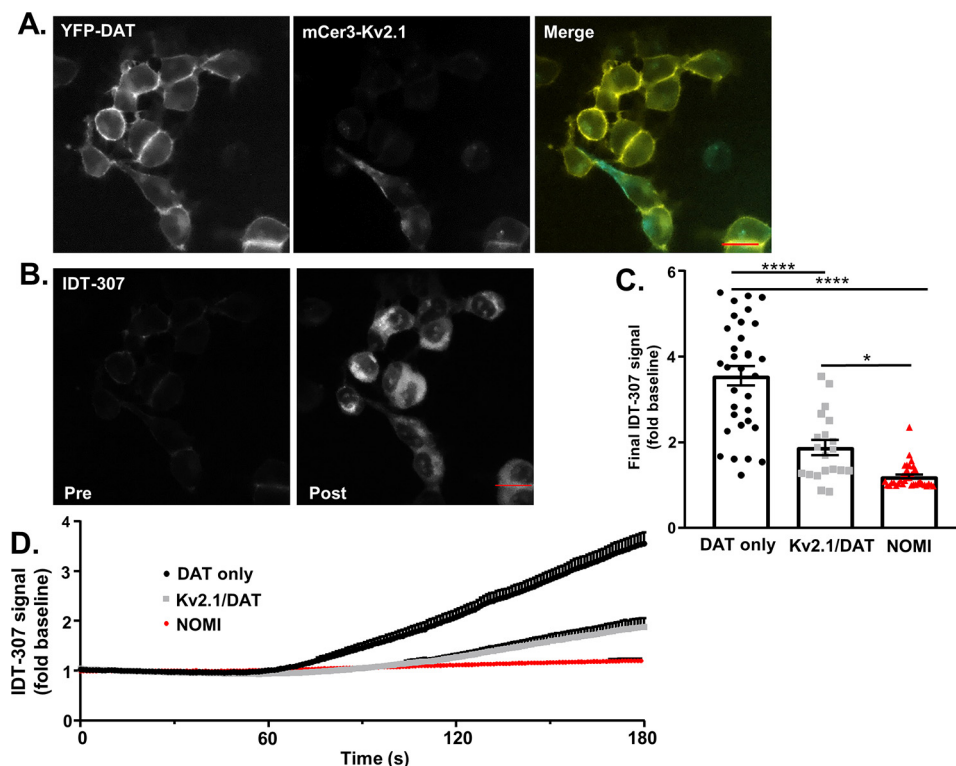 A.
YFP-DAT
mCer3-Kv2.1
Merge
B.
IDT-307
Pre
Post
C.
****
****
*
Final IDT-307 signal
(fold baseline)
6
4
2
0
DAT only
Kv2.1/DAT
NOMI
D.
IDT-307 signal
(fold baseline)
4
3
2
1
0
DAT only
Kv2.1/DAT
NOMI
0
60
120
180
Time (s)